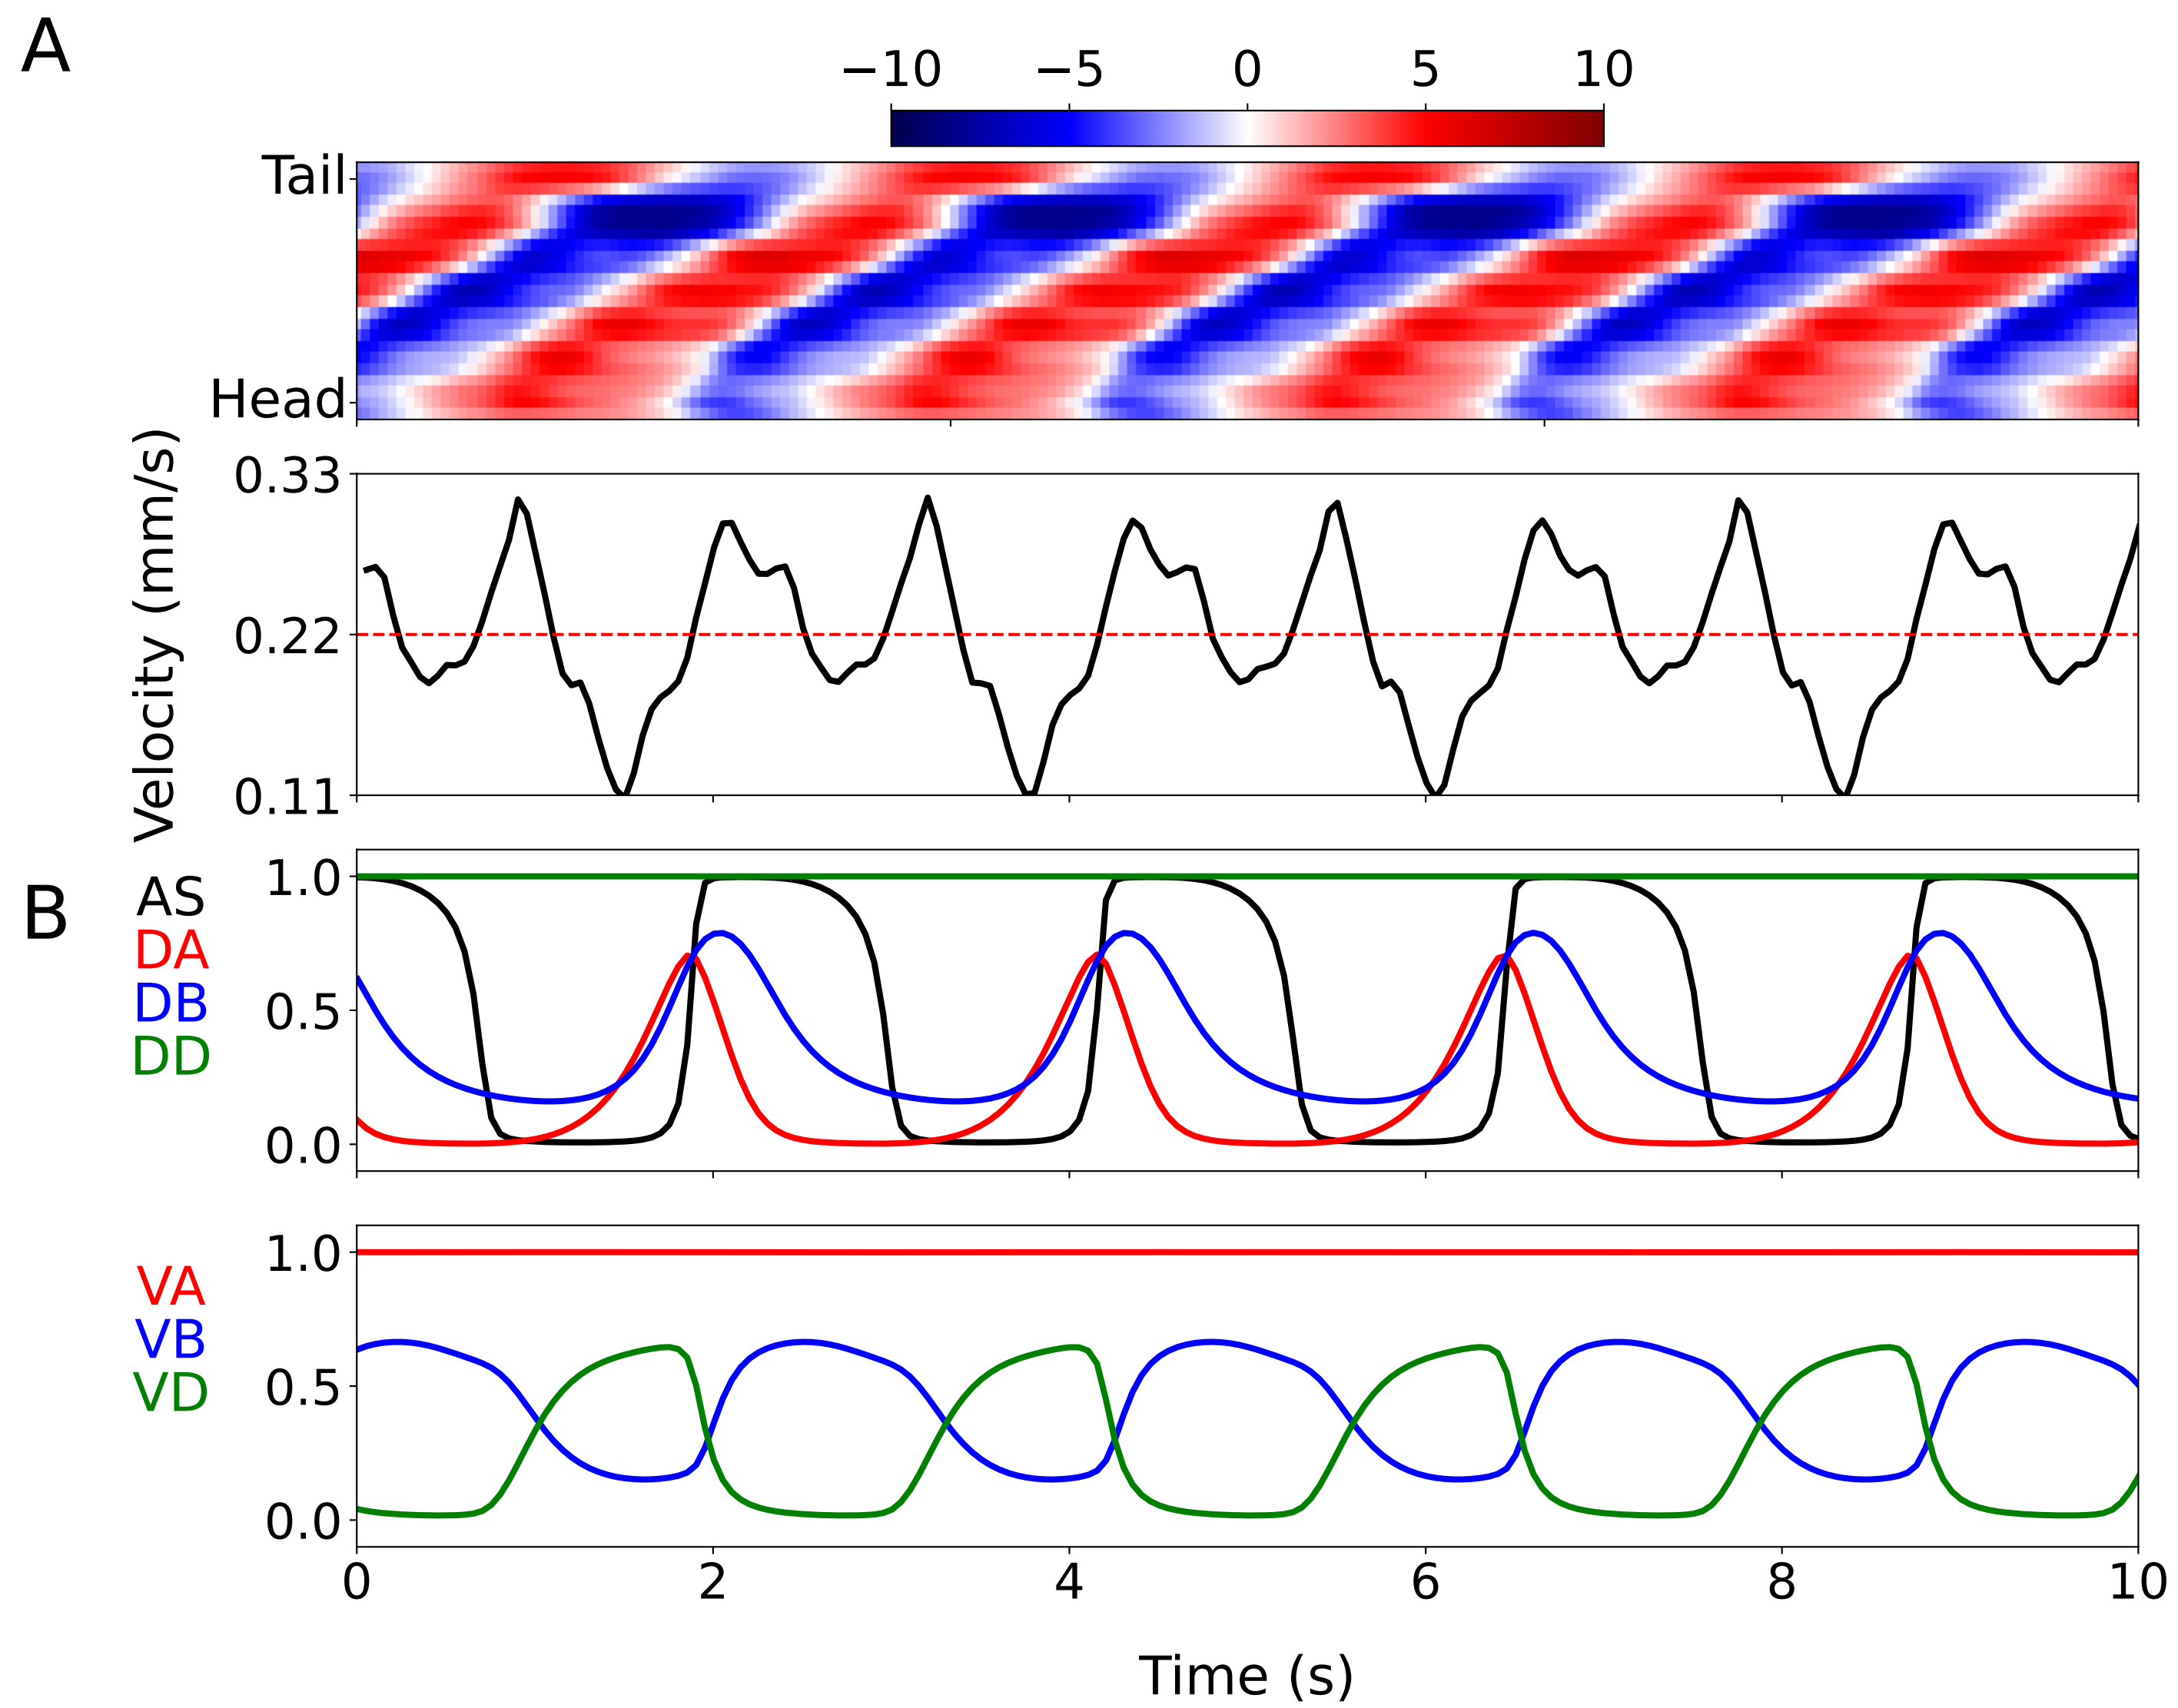 A
−10 −5 0 5 10
Tail
Head
Velocity (mm/s)
0.33
0.22
0.11
B
AS
DA
DB
DD
1.0
0.5
0.0
VA
VB
VD
1.0
0.5
0.0
0 2 4 6 8 10
Time (s)